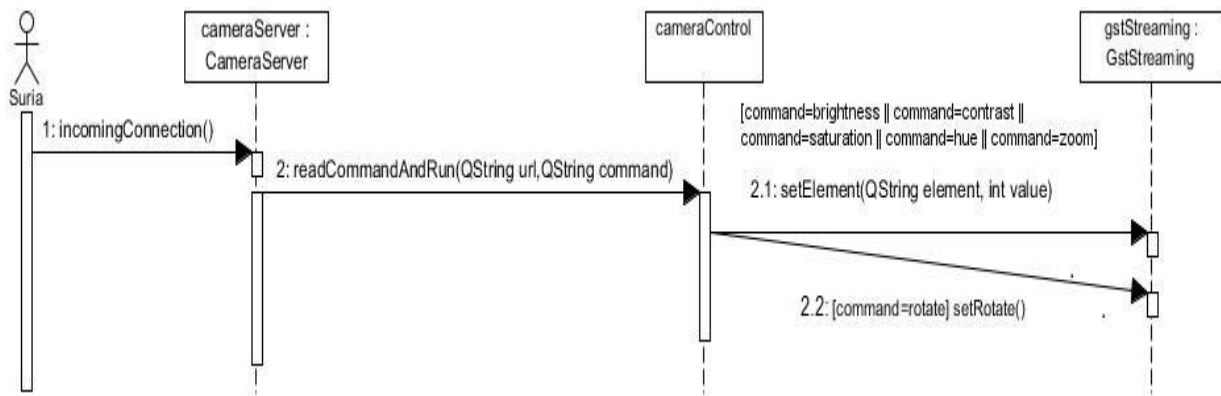 cameraServer :
CameraServer
cameraControl
gstStreaming :
GstStreaming
Suria
1: incomingConnection()
[command=brightness || command=contrast ||
command=saturation || command=hue || command=zoom]
2: readCommandAndRun(QString url,QString command)
2.1: setElement(QString element, int value)
2.2: [command=rotate] setRotate()